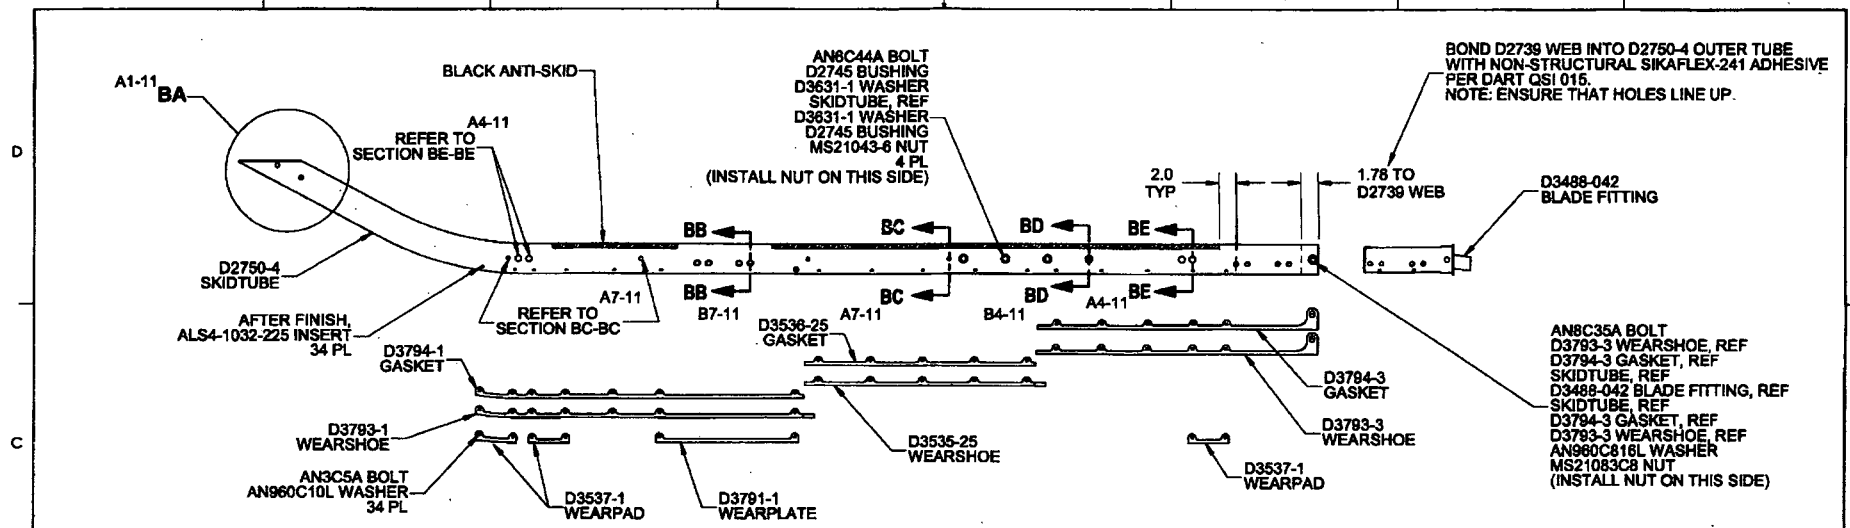 A1-11
BA
BLACK ANTI-SKID
A4-11
REFER TO
SECTION BE-BE
AN6C44A BOLT
D2745 BUSHING
D3631-1 WASHER
SKIDTUBE, REF
D3631-1 WASHER
D2745 BUSHING
MS21043-6 NUT
4 PL
(INSTALL NUT ON THIS SIDE)
BOND D2739 WEB INTO D2750-4 OUTER TUBE
WITH NON-STRUCTURAL SIKAFLEX-241 ADHESIVE
PER DART QSI 015.
NOTE: ENSURE THAT HOLES LINE UP.
D
2.0
TYP
1.78 TO
D2739 WEB
D3488-042
BLADE FITTING
BB
BC
BD
BE
D2750-4
SKIDTUBE
BB
BC
BD
BE
A7-11
B7-11
A7-11
B4-11
A4-11
REFER TO
SECTION BC-BC
AFTER FINISH,
ALS4-1032-225 INSERT
34 PL
D3794-1
GASKET
D3536-25
GASKET
D3794-3
GASKET
AN8C35A BOLT
D3793-3 WEARSHOE, REF
D3794-3 GASKET, REF
SKIDTUBE, REF
D3488-042 BLADE FITTING, REF
SKIDTUBE, REF
D3794-3 GASKET, REF
D3793-3 WEARSHOE, REF
AN960C816L WASHER
MS21083C8 NUT
(INSTALL NUT ON THIS SIDE)
C
D3793-1
WEARSHOE
D3535-25
WEARSHOE
D3793-3
WEARSHOE
AN3C5A BOLT
AN960C10L WASHER
34 PL
D3537-1
WEARPAD
D3791-1
WEARPLATE
D3537-1
WEARPAD